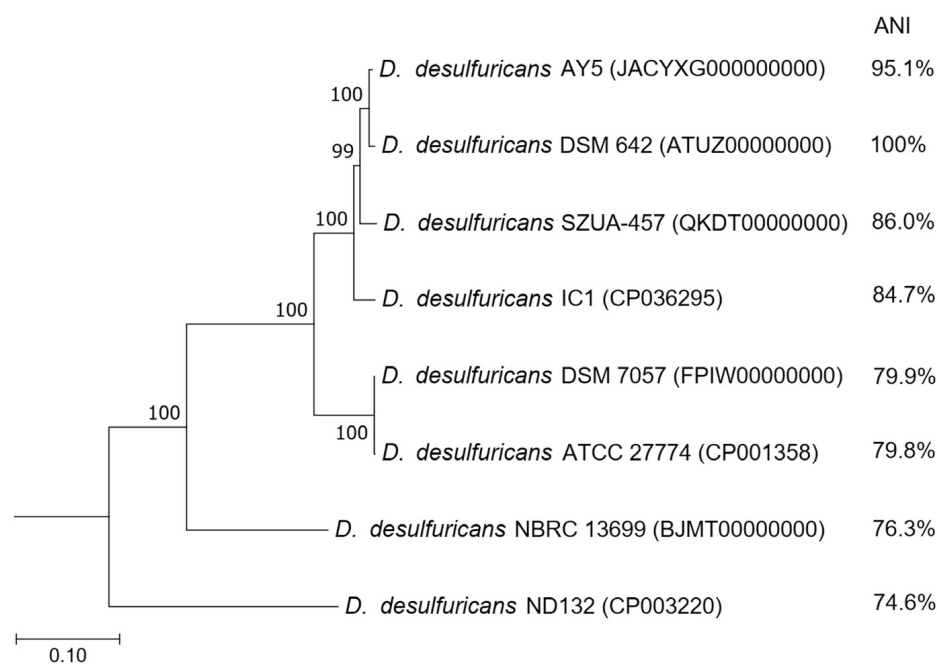 ANI
D. desulfuricans AY5 (JACYXG000000000) 95.1%
100
D. desulfuricans DSM 642 (ATUZ00000000) 100%
99
100
D. desulfuricans SZUA-457 (QKDT00000000) 86.0%
D. desulfuricans IC1 (CP036295) 84.7%
100
D. desulfuricans DSM 7057 (FPIW00000000) 79.9%
100
100
D. desulfuricans ATCC 27774 (CP001358) 79.8%
D. desulfuricans NBRC 13699 (BJMT00000000) 76.3%
D. desulfuricans ND132 (CP003220) 74.6%
0.10